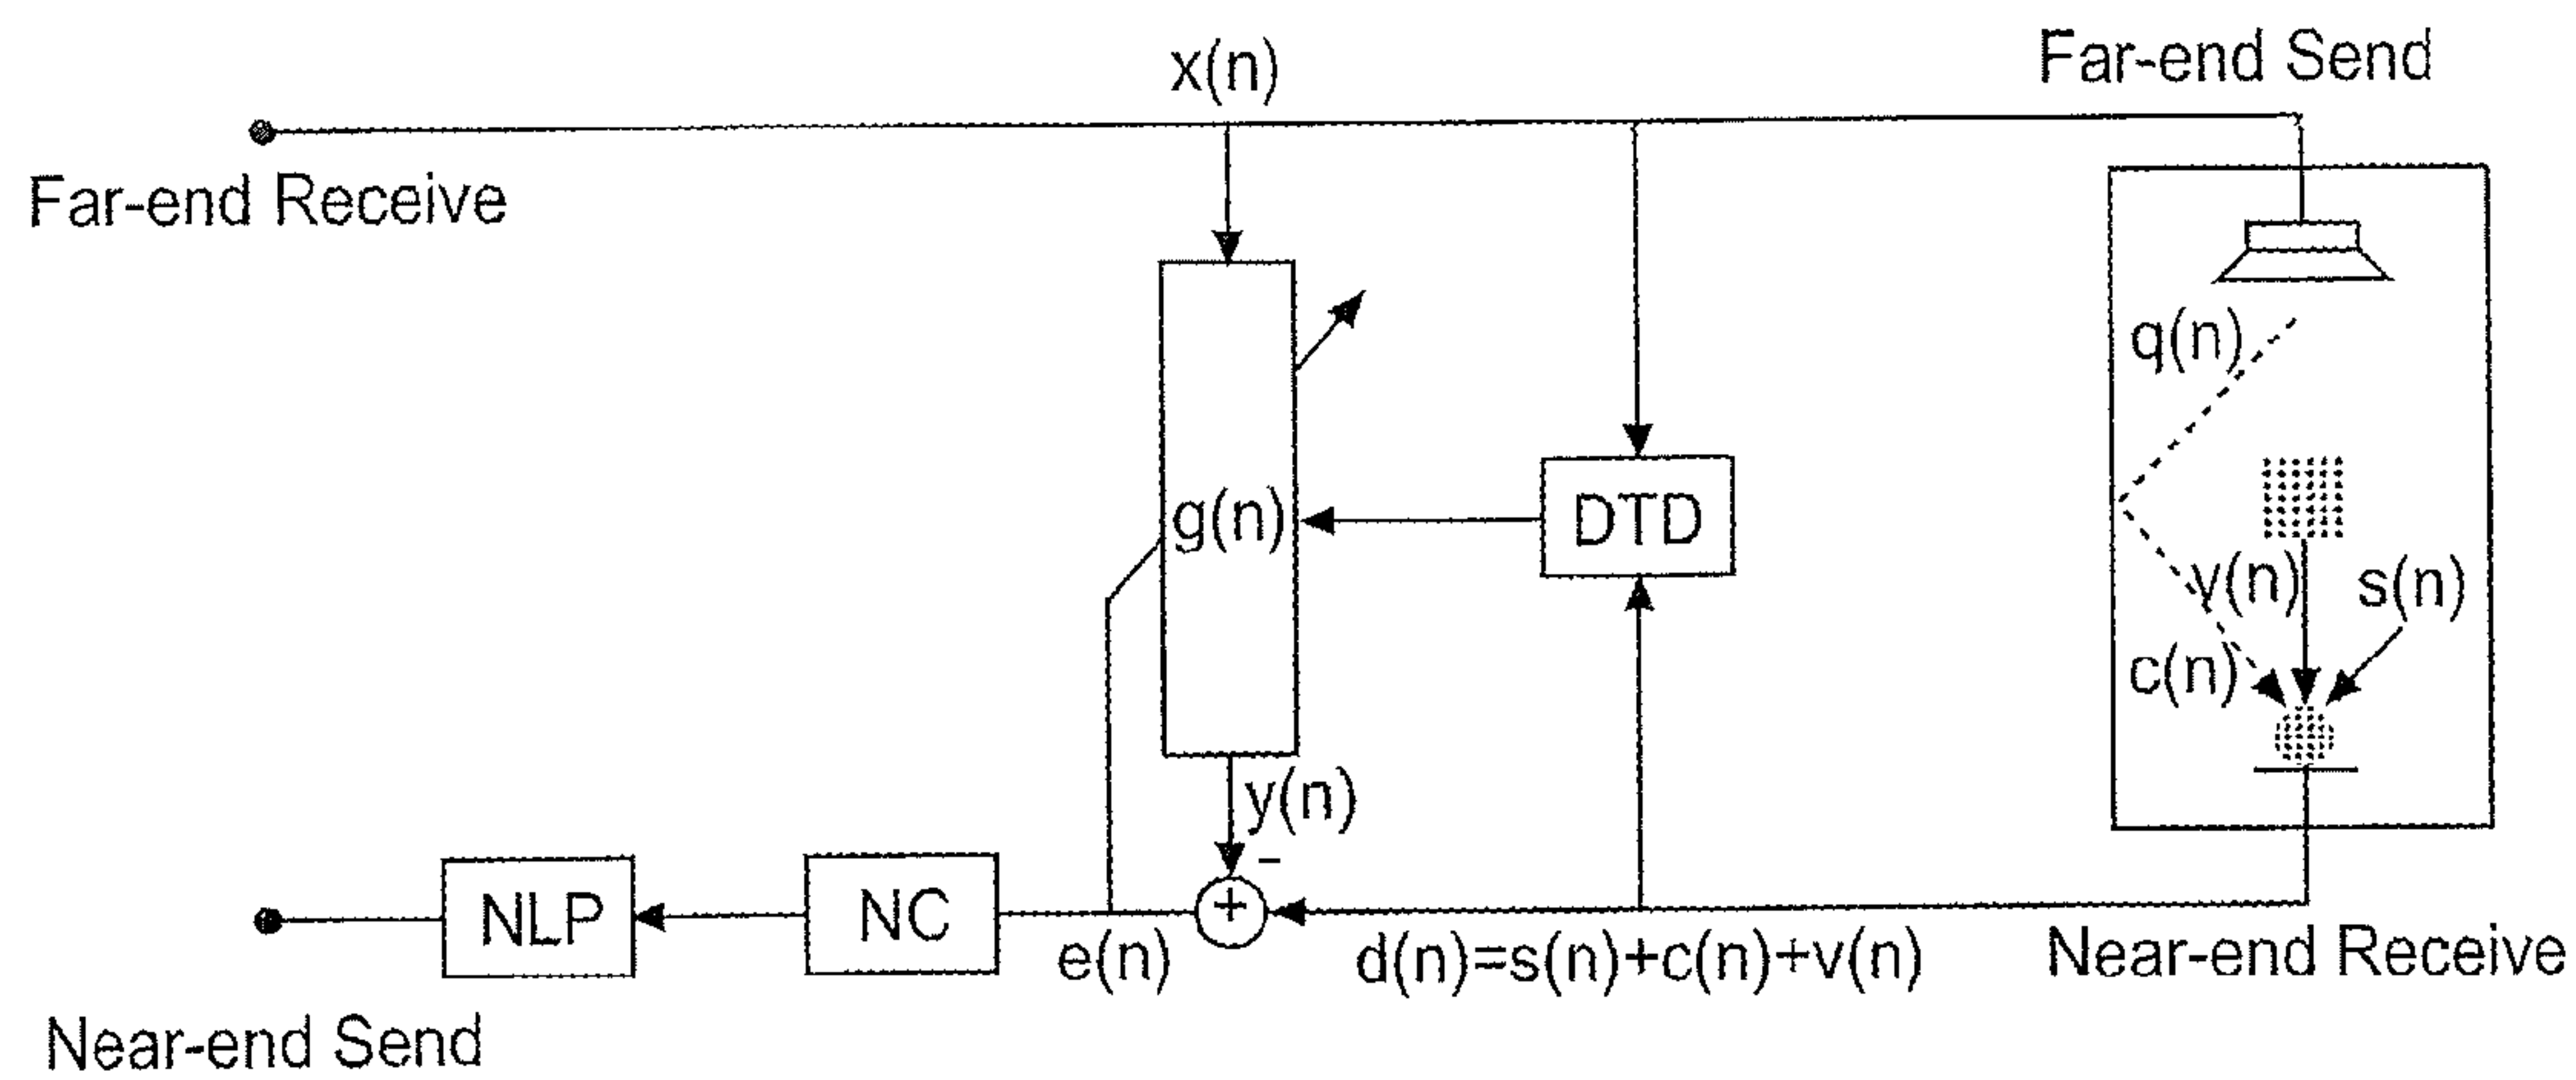 x(n)
Far-end Send
Far-end Receive
q(n)
g(n)
DTD
v(n)
s(n)
c(n)
y(n)
-
+
NLP
NC
e(n)
d(n)=s(n)+c(n)+v(n)
Near-end Receive
Near-end Send